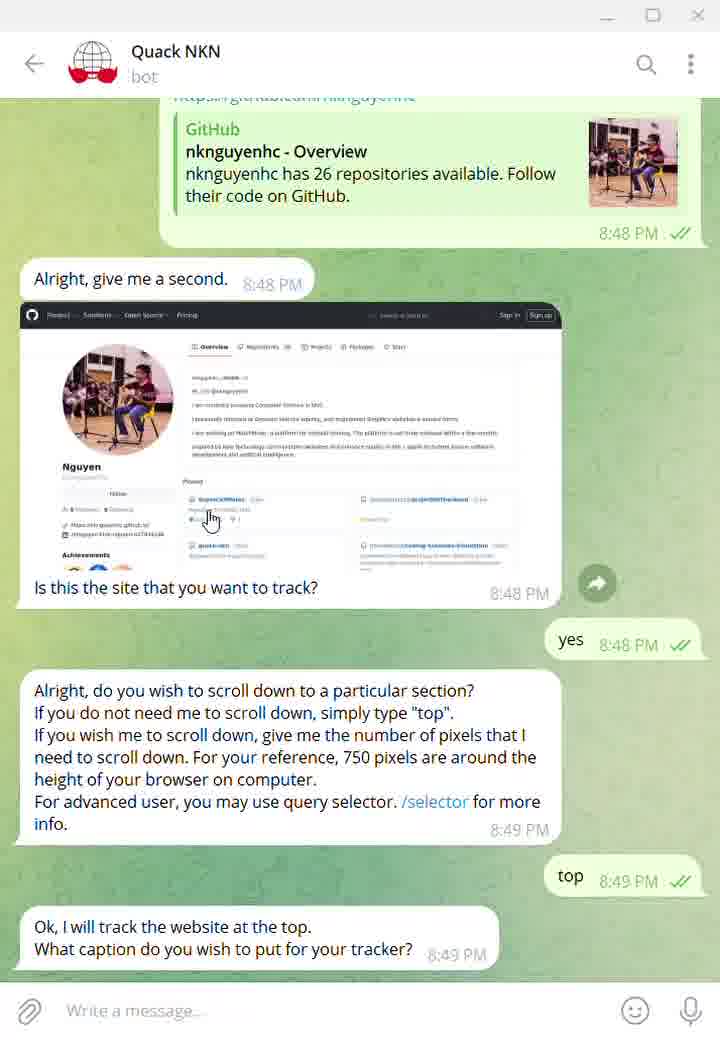 Quack NKN
bot
GitHub
nknguyenhc - Overview
nknguyenhc has 26 repositories available. Follow
their code on GitHub.
8:48 PM
Alright, give me a second.
8:48 PM
Product
Solutions
Open Source
Pricing
Sign in
Sign up
Overview
Repositories
Projects
Packages
Stars
Nguyen
Follow
Pinned
Achievements
Is this the site that you want to track?
8:48 PM
yes
8:48 PM
Alright, do you wish to scroll down to a particular section?
If you do not need me to scroll down, simply type "top".
If you wish me to scroll down, give me the number of pixels that I
need to scroll down. For your reference, 750 pixels are around the
height of your browser on computer.
For advanced user, you may use query selector. /selector for more
info.
8:49 PM
top
8:49 PM
Ok, I will track the website at the top.
What caption do you wish to put for your tracker?
8:49 PM
Write a message...